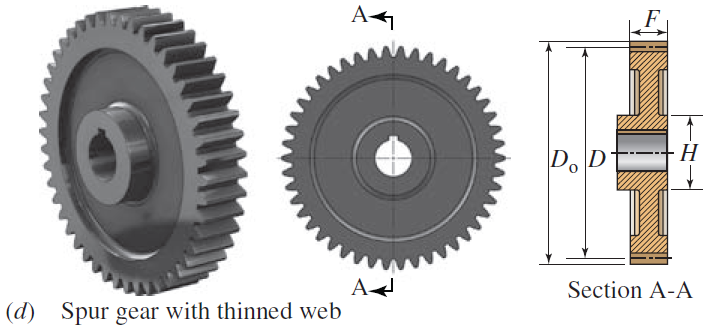 A
F
Dₒ D H
A
Section A-A
(d) Spur gear with thinned web